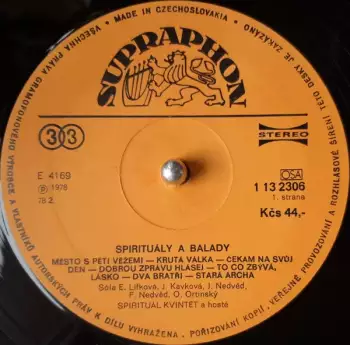 VŠECHNA PRÁVA GRAMOFONOVÉHO VÝROBCE A VLASTNÍKŮ AUTORSKÝCH PRÁV K DÍLU VYHRAŽENA. POŘIZOVÁNÍ KOPIÍ, VEŘEJNÉ PROVOZOVÁNÍ A ROZHLASOVÉ ŠÍŘENÍ TÉTO DESKY JE ZAKÁZÁNO
• MADE IN CZECHOSLOVAKIA •
SUPRAPHON
33
STEREO
E 4169
Ⓟ 1978
78 2.
OSA
1 13 2306
1. strana
Kčs 44,-
SPIRITUÁLY A BALADY
MĚSTO S PĚTI VĚŽEMI — KRUTÁ VÁLKA — ČEKÁM NA SVŮJ
DEN — DOBROU ZPRÁVU HLÁSEJ — TO CO ZBÝVÁ,
LÁSKO — DVA BRATŘI — STARÁ ARCHA
Sóla E. Lifková, J. Kavková, J. Nedvěd,
F. Nedvěd, O. Ortinský
SPIRITUÁL KVINTET a hosté